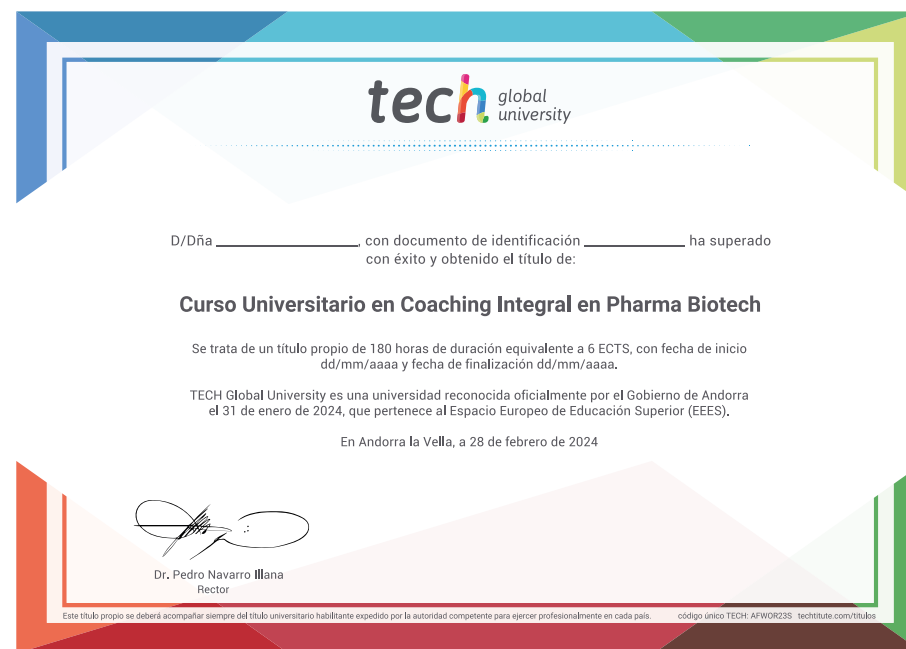 tech global university
D/Dña ____________________, con documento de identificación ______________ ha superado
con éxito y obtenido el título de:
Curso Universitario en Coaching Integral en Pharma Biotech
Se trata de un título propio de 180 horas de duración equivalente a 6 ECTS, con fecha de inicio
dd/mm/aaaa y fecha de finalización dd/mm/aaaa.
TECH Global University es una universidad reconocida oficialmente por el Gobierno de Andorra
el 31 de enero de 2024, que pertenece al Espacio Europeo de Educación Superior (EEES).
En Andorra la Vella, a 28 de febrero de 2024
Dr. Pedro Navarro Illana
Rector
Este título propio se deberá acompañar siempre del título universitario habilitante expedido por la autoridad competente para ejercer profesionalmente en cada país. código único TECH: AFWOR23S techtitute.com/titulos